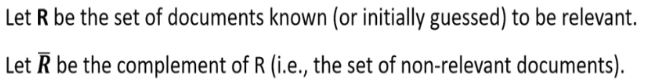 Let R be the set of documents known (or initially guessed) to be relevant.
Let R̅ be the complement of R (i.e., the set of non-relevant documents).